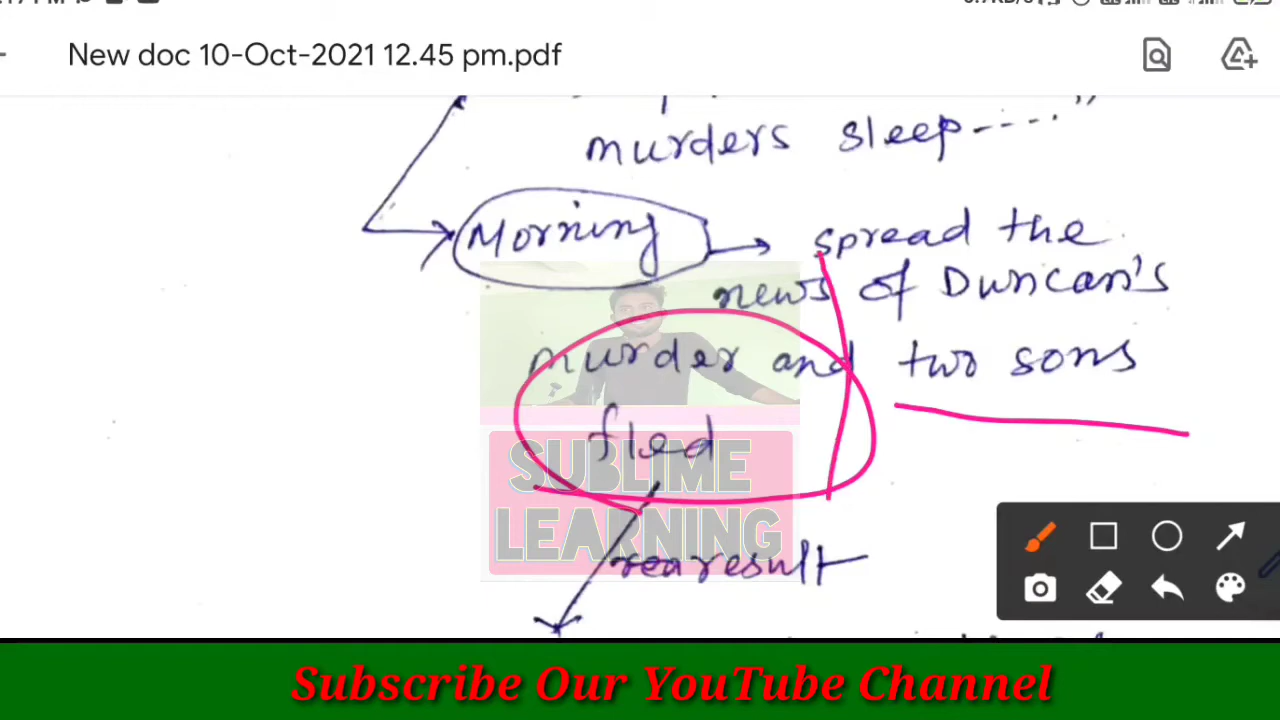 New doc 10-Oct-2021 12.45 pm.pdf
murders sleep-----"
Morning → spread the
news of Duncan's
murder and two sons
fled
SUBLIME
LEARNING
result
Subscribe Our YouTube Channel